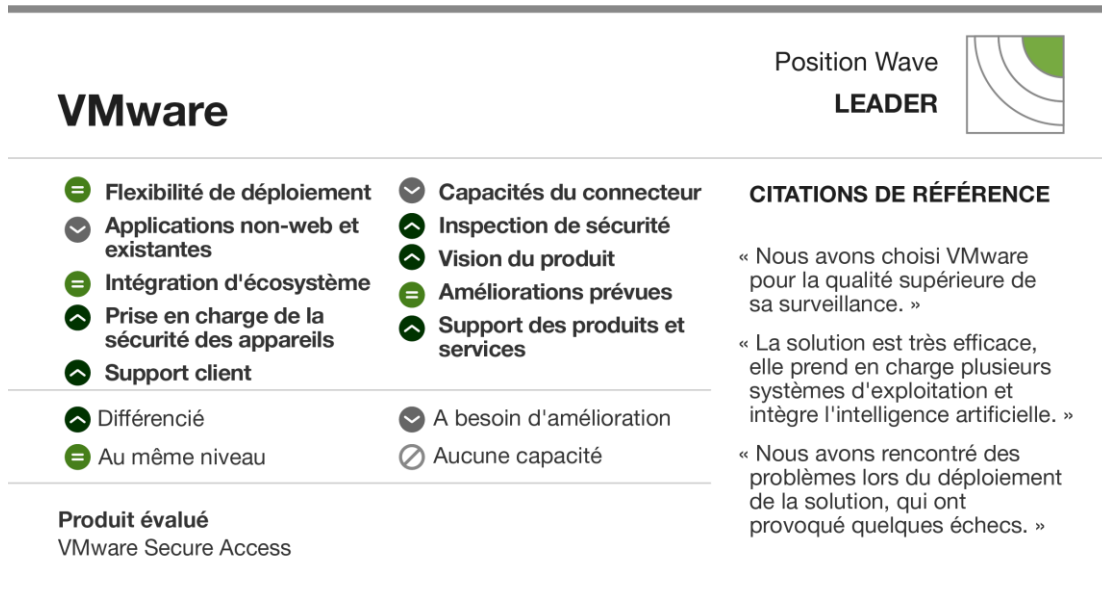 Position Wave
LEADER
VMware
Flexibilité de déploiement
Applications non-web et
existantes
Intégration d'écosystème
Prise en charge de la
sécurité des appareils
Support client
Capacités du connecteur
Inspection de sécurité
Vision du produit
Améliorations prévues
Support des produits et
services
Différencié
Au même niveau
A besoin d'amélioration
Aucune capacité
Produit évalué
VMware Secure Access
CITATIONS DE RÉFÉRENCE
« Nous avons choisi VMware
pour la qualité supérieure de
sa surveillance. »
« La solution est très efficace,
elle prend en charge plusieurs
systèmes d'exploitation et
intègre l'intelligence artificielle. »
« Nous avons rencontré des
problèmes lors du déploiement
de la solution, qui ont
provoqué quelques échecs. »